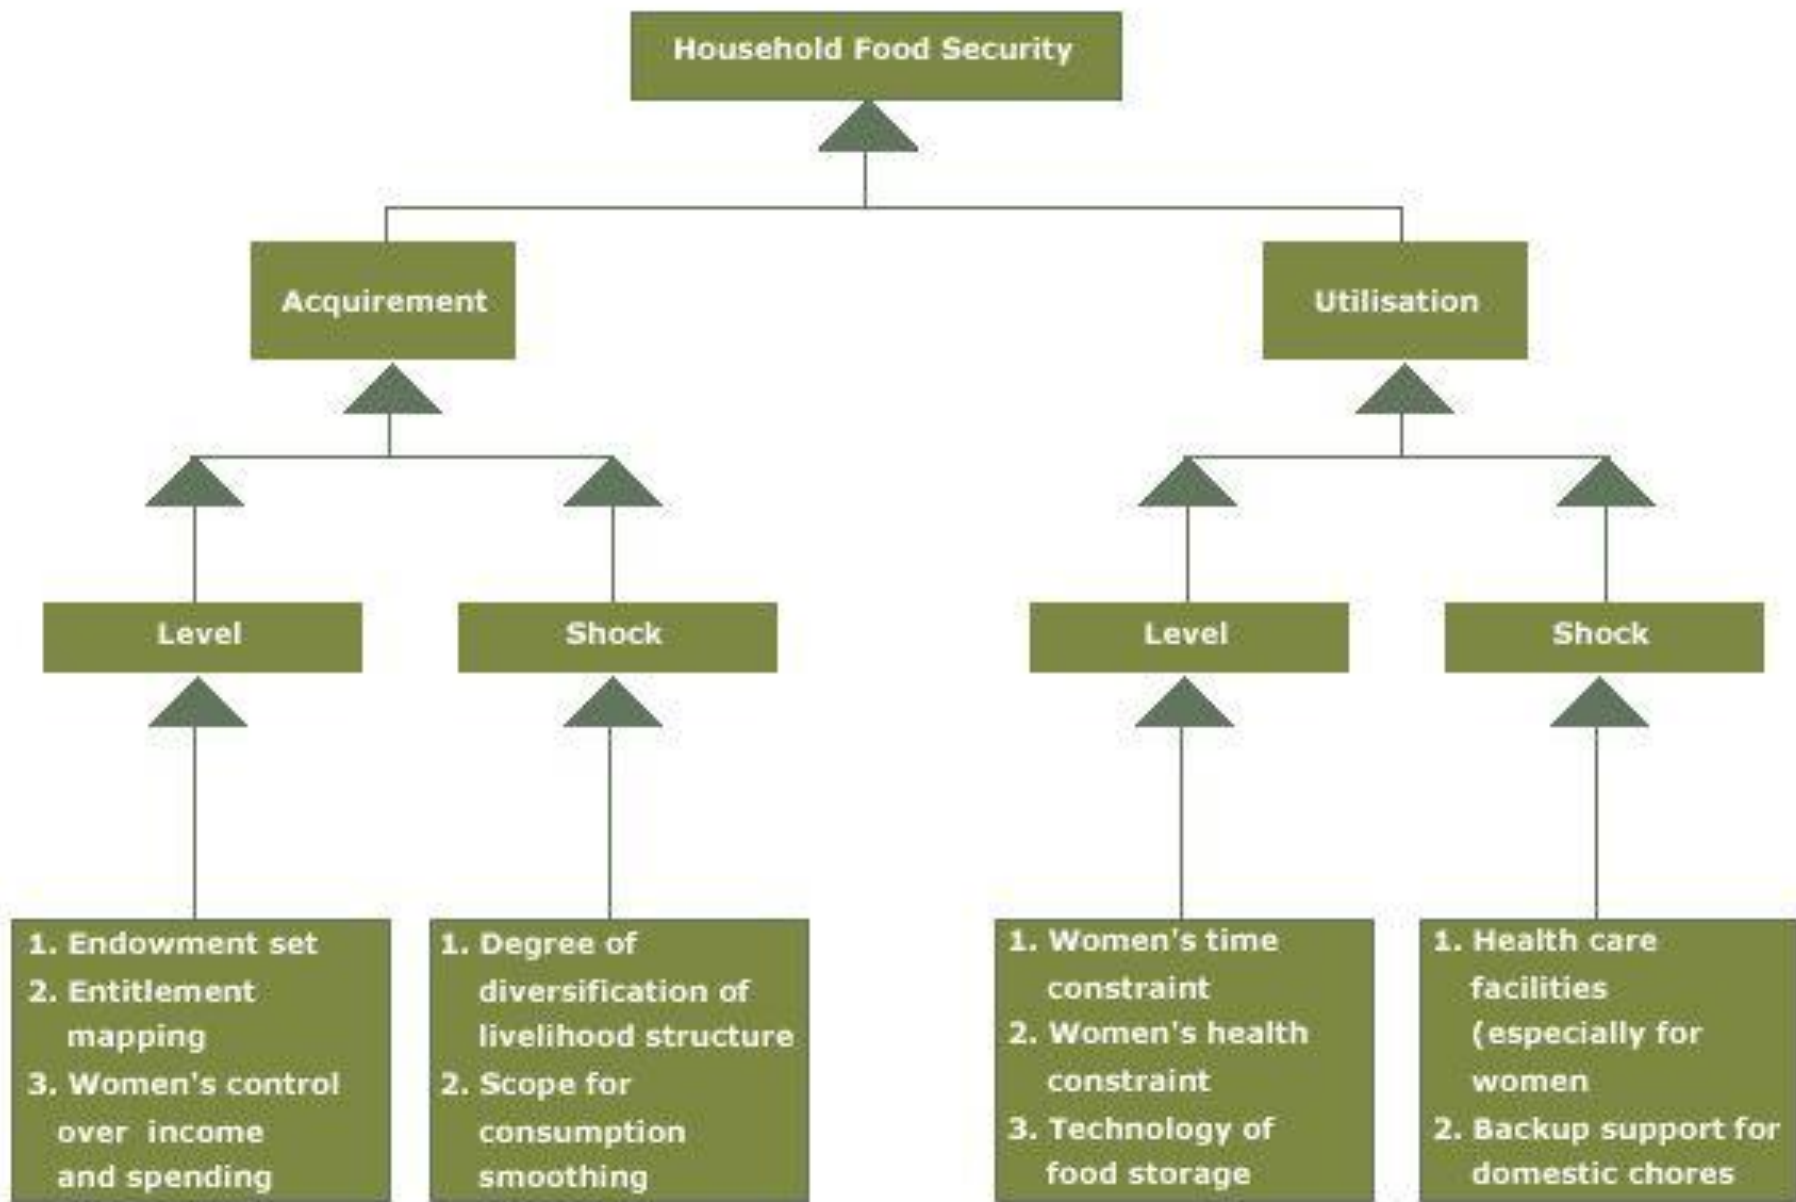 Household Food Security
Acquirement
Utilisation
Level
Shock
Level
Shock
1. Endowment set
2. Entitlement
mapping
3. Women's control
over income
and spending
1. Degree of
diversification of
livelihood structure
2. Scope for
consumption
smoothing
1. Women's time
constraint
2. Women's health
constraint
3. Technology of
food storage
1. Health care
facilities
(especially for
women
2. Backup support for
domestic chores